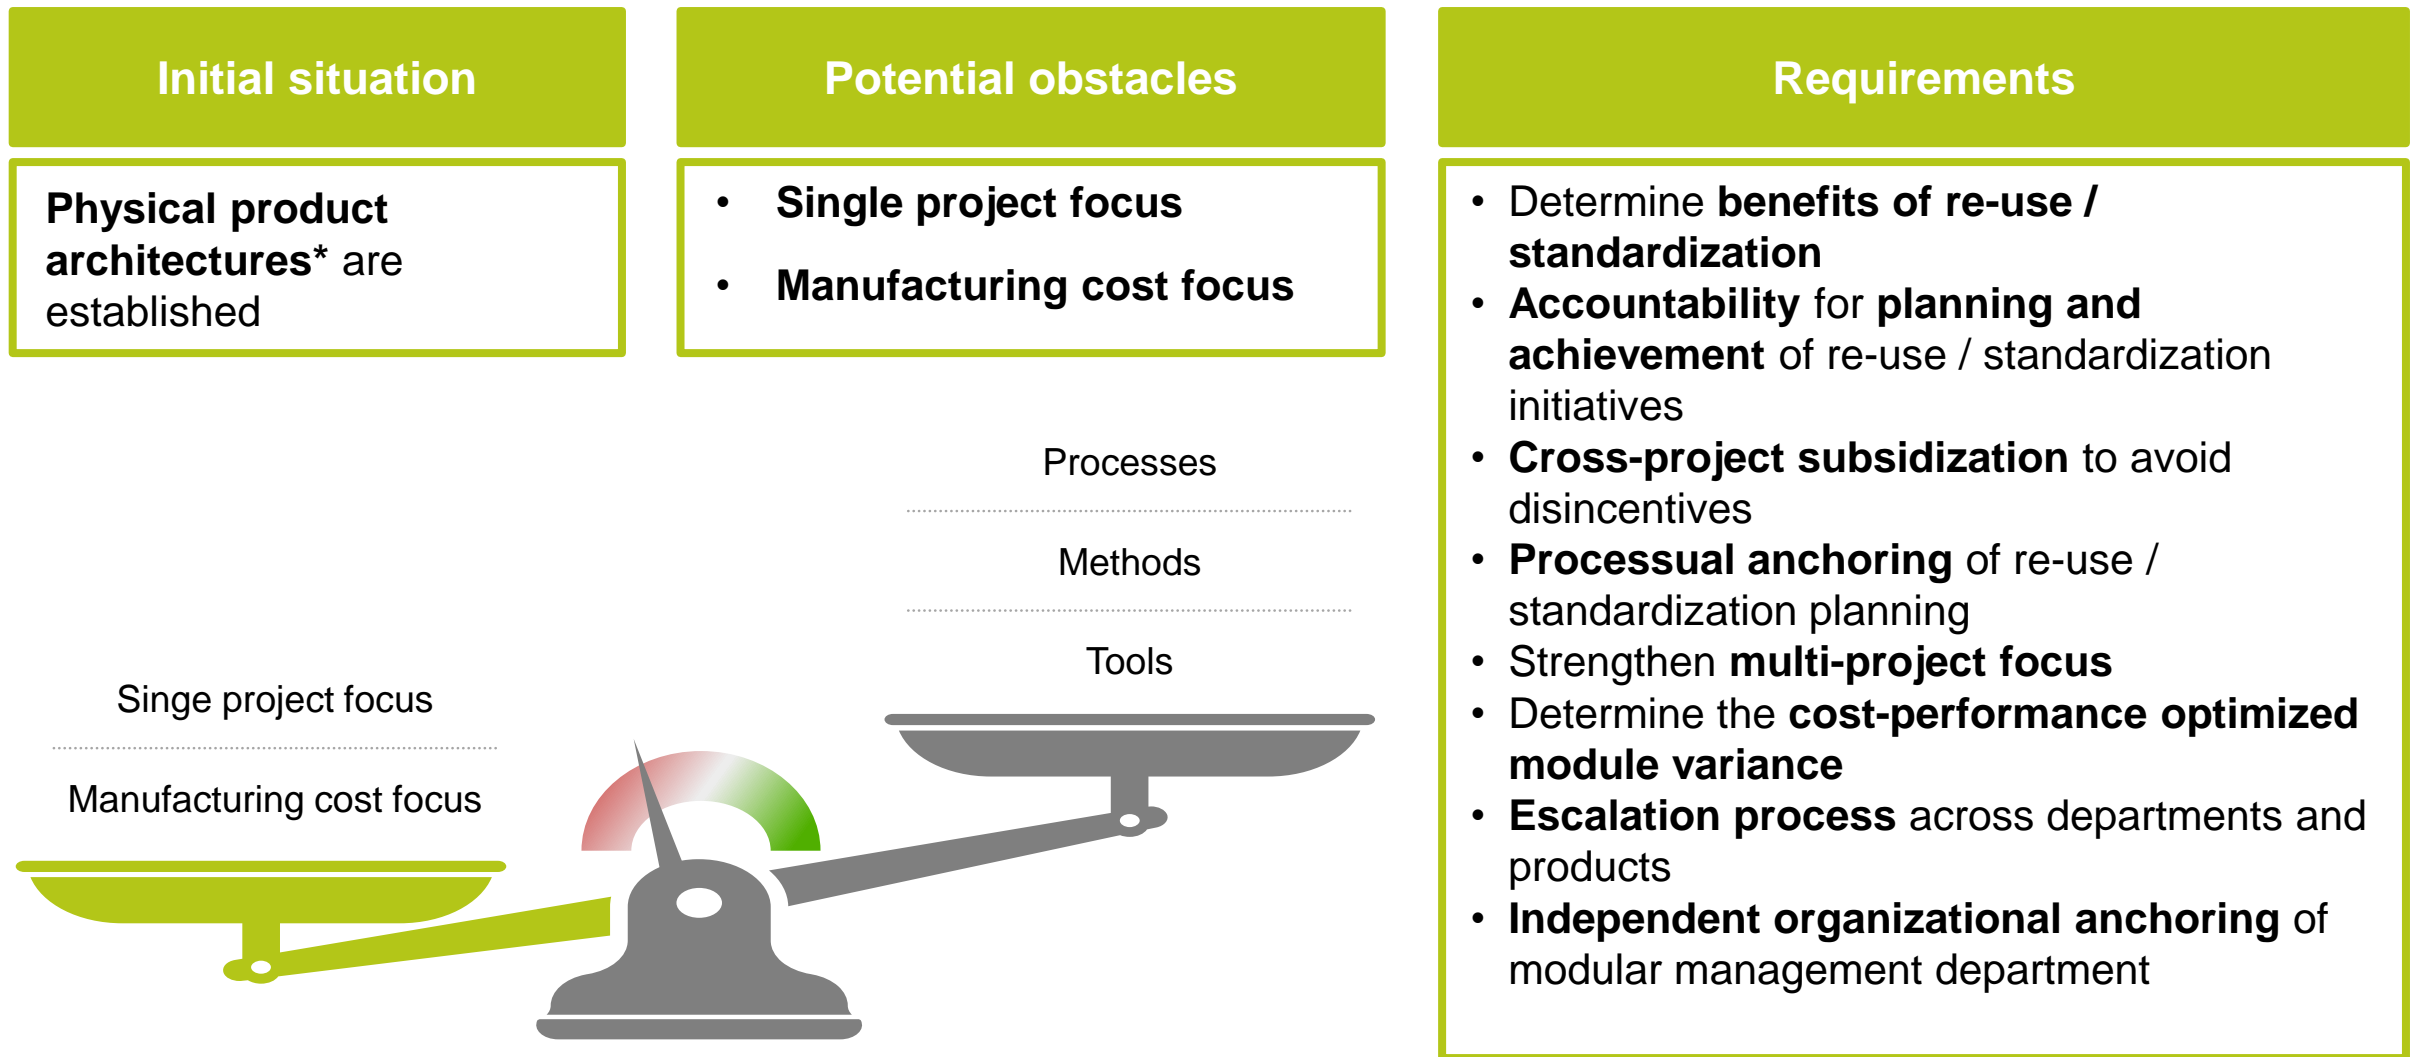 Initial situation
Physical product
architectures* are
established
Potential obstacles
• Single project focus
• Manufacturing cost focus
Singe project focus
Manufacturing cost focus
Processes
Methods
Tools
Requirements
• Determine benefits of re-use /
standardization
• Accountability for planning and
achievement of re-use / standardization
initiatives
• Cross-project subsidization to avoid
disincentives
• Processual anchoring of re-use /
standardization planning
• Strengthen multi-project focus
• Determine the cost-performance optimized
module variance
• Escalation process across departments and
products
• Independent organizational anchoring of
modular management department